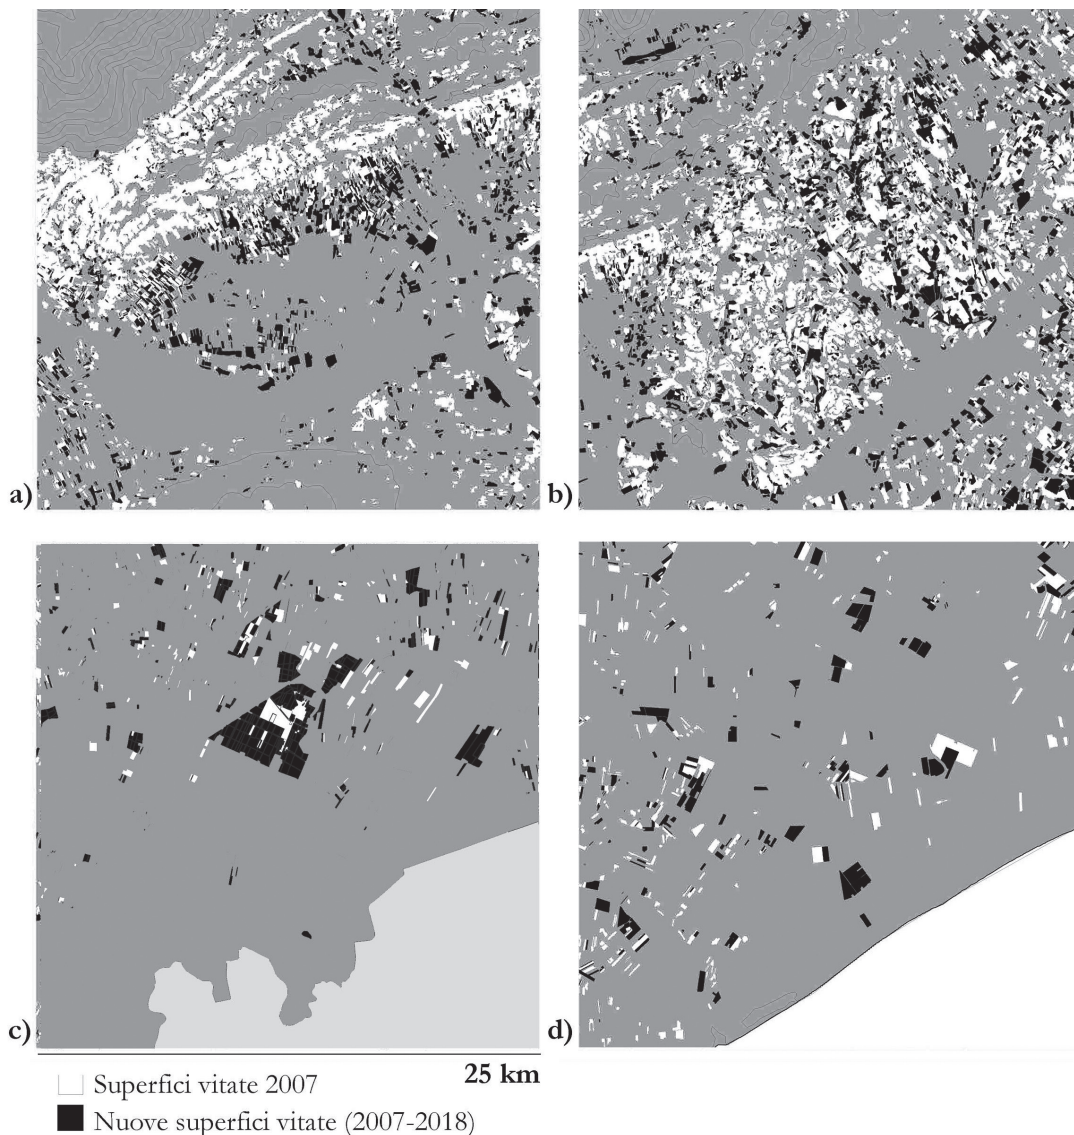 a)
b)
c)
d)
25 km
Superfici vitate 2007
Nuove superfici vitate (2007-2018)